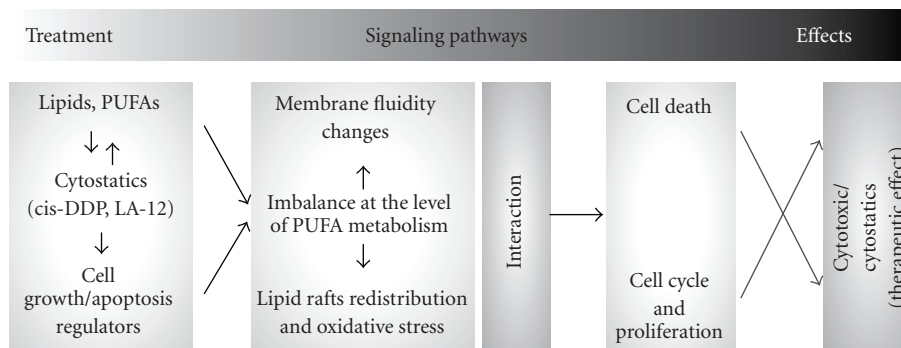 Treatment
Signaling pathways
Effects
Lipids, PUFAs
Cytostatics
(cis-DDP, LA-12)
Cell
growth/apoptosis
regulators
Membrane fluidity
changes
Imbalance at the level
of PUFA metabolism
Lipid rafts redistribution
and oxidative stress
Interaction
Cell death
Cell cycle
and
proliferation
Cytotoxic/
cytostatics
(therapeutic effect)